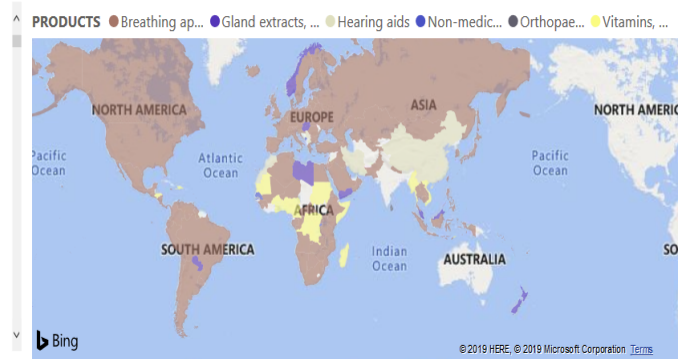 PRODUCTS Breathing ap... Gland extracts, ... Hearing aids Non-medic... Orthopae... Vitamins, ...
NORTH AMERICA EUROPE ASIA NORTH AMERIC
Pacific Ocean Atlantic Ocean Pacific Ocean
AFRICA
SOUTH AMERICA Indian Ocean AUSTRALIA SO
Bing
© 2019 HERE, © 2019 Microsoft Corporation Terms